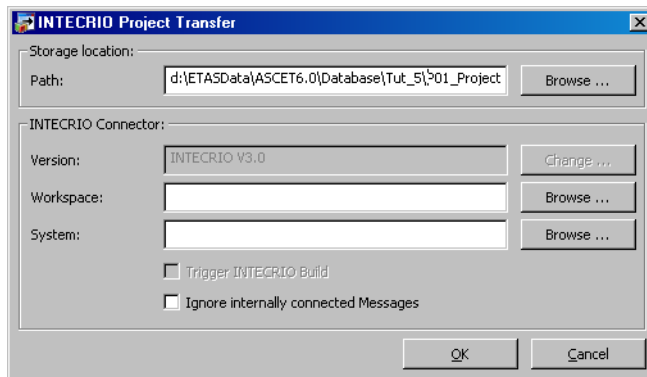 INTECRIO Project Transfer
Storage location:
Path: d:\ETASData\ASCET6.0\Database\Tut_5\P01_Project Browse ...
INTECRIO Connector:
Version: INTECRIO V3.0 Change ...
Workspace: Browse ...
System: Browse ...
Trigger INTECRIO Build
Ignore internally connected Messages
OK Cancel